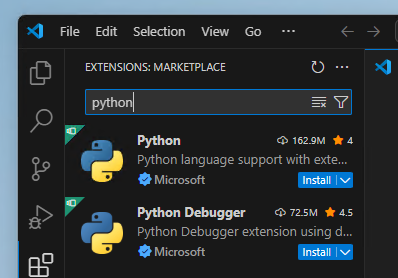 File Edit Selection View Go ...
EXTENSIONS: MARKETPLACE
python
Python 162.9M 4
Python language support with exte...
Microsoft Install
Python Debugger 72.5M 4.5
Python Debugger extension using d...
Microsoft Install